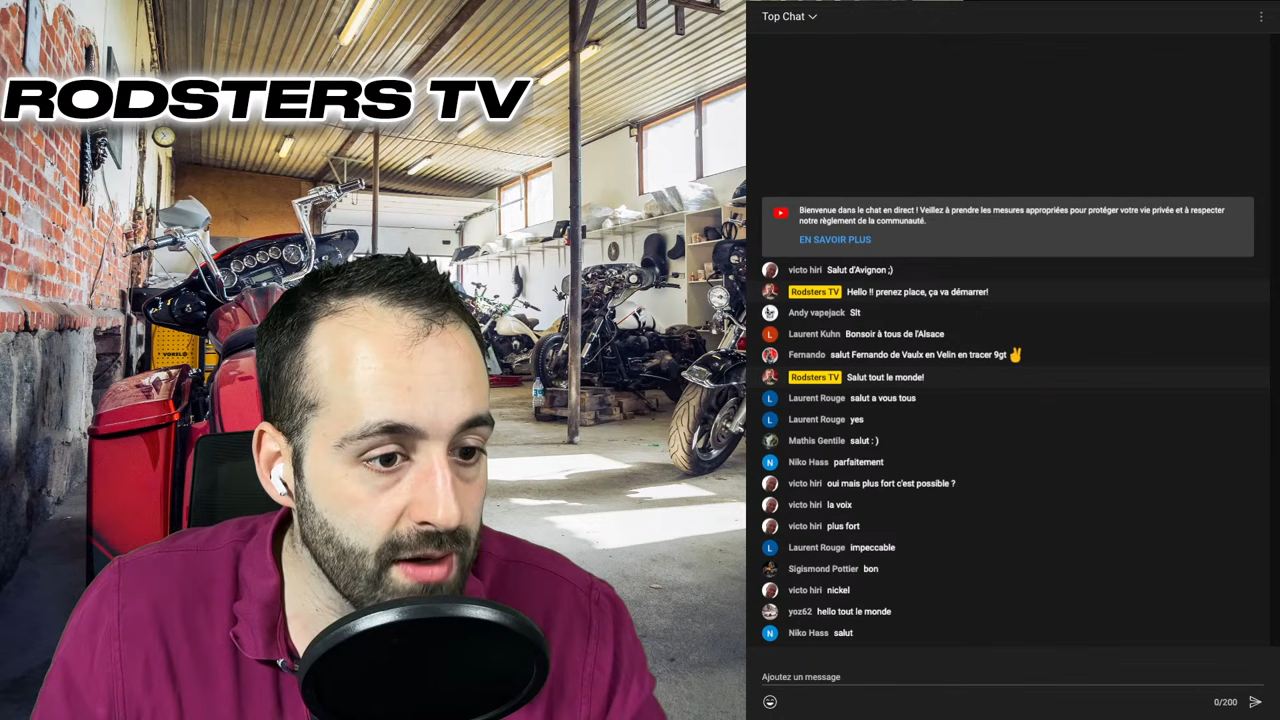 RODSTERS TV
Top Chat
Bienvenue dans le chat en direct ! Veillez à prendre les mesures appropriées pour protéger votre vie privée et à respecter
notre règlement de la communauté.
EN SAVOIR PLUS
victo hiri Salut d'Avignon ;)
Rodsters TV Hello !! prenez place, ça va démarrer!
Andy vapejack Slt
L Laurent Kuhn Bonsoir à tous de l'Alsace
Fernando salut Fernando de Vaulx en Velin en tracer 9gt ✌
Rodsters TV Salut tout le monde!
L Laurent Rouge salut a vous tous
L Laurent Rouge yes
Mathis Gentile salut : )
N Niko Hass parfaitement
victo hiri oui mais plus fort c'est possible ?
victo hiri la voix
victo hiri plus fort
L Laurent Rouge impeccable
Sigismond Pottier bon
victo hiri nickel
yoz62 hello tout le monde
N Niko Hass salut
Ajoutez un message
0/200